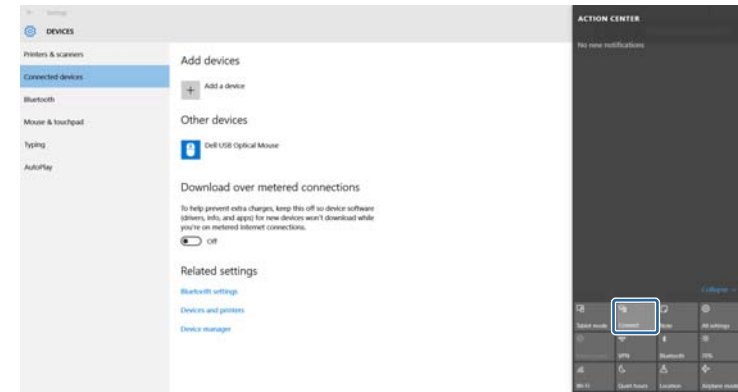 Settings
DEVICES
Printers & scanners
Connected devices
Bluetooth
Mouse & touchpad
Typing
AutoPlay
Add devices
Add a device
Other devices
Dell USB Optical Mouse
Download over metered connections
To help prevent extra charges, keep this off so device software
(drivers, info, and apps) for new devices won't download while
you're on metered Internet connections.
Off
Related settings
Bluetooth settings
Devices and printers
Device manager
ACTION CENTER
No new notifications
Collapse
Tablet mode
Connect
Note
All settings
VPN
Bluetooth
Wi-Fi
Quiet hours
Location
Airplane mode